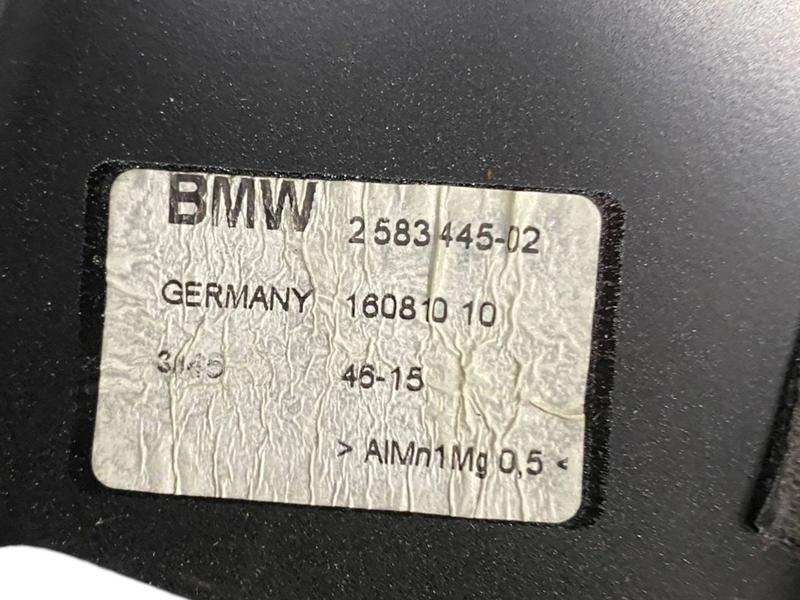 BMW 2 583 445-02
GERMANY 160810 10
46-15
> AlMn1Mg 0,5 <